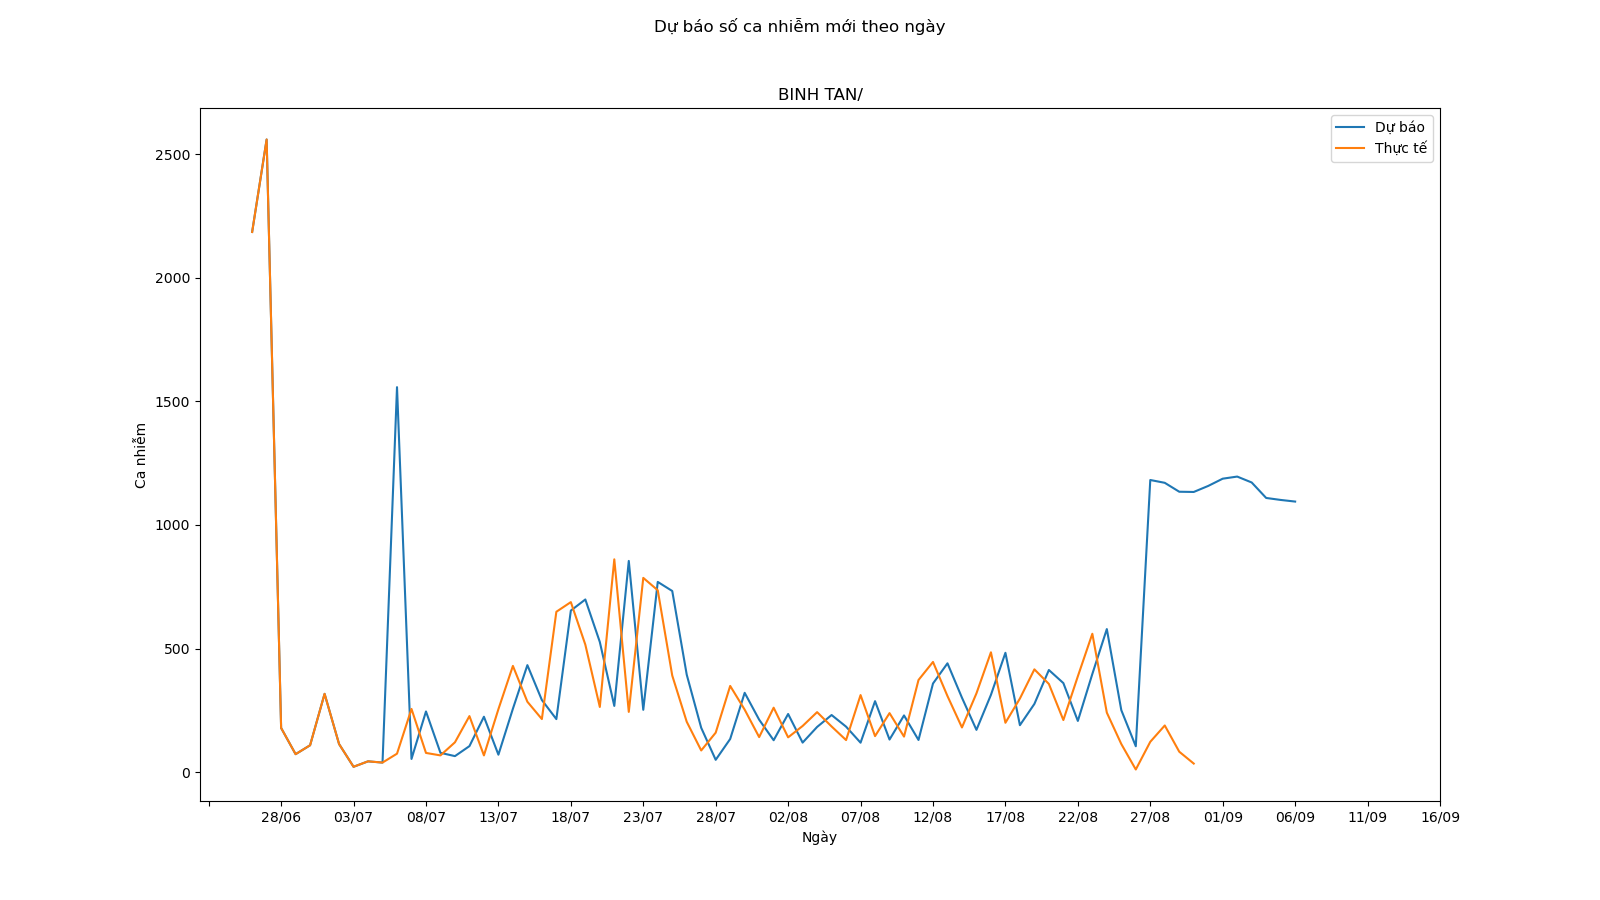 Dự báo số ca nhiễm mới theo ngày
BINH TAN/
Dự báo
Thực tế
2500
2000
1500
1000
500
0
Ca nhiễm
28/06 03/07 08/07 13/07 18/07 23/07 28/07 02/08 07/08 12/08 17/08 22/08 27/08 01/09 06/09 11/09 16/09
Ngày